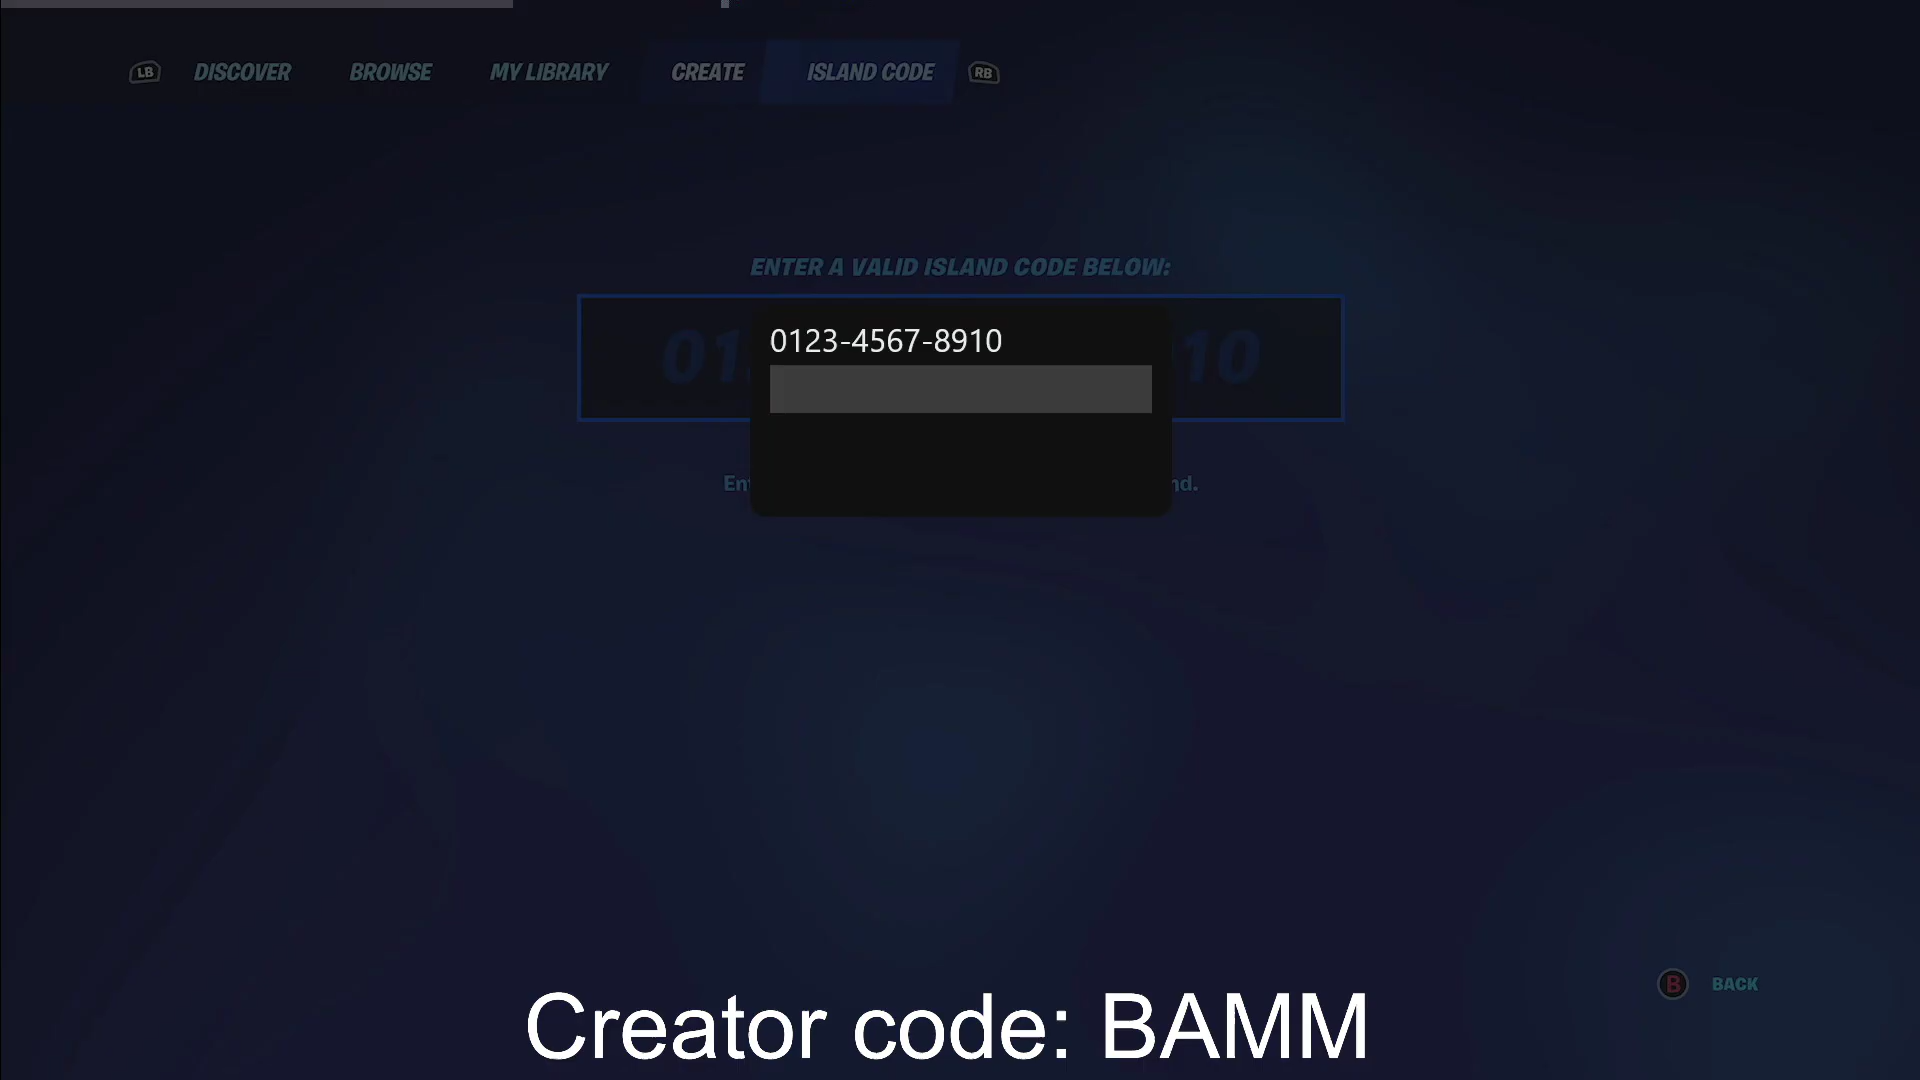 LB DISCOVER BROWSE MY LIBRARY CREATE ISLAND CODE RB
ENTER A VALID ISLAND CODE BELOW:
0123-4567-8910
B BACK
Creator code: BAMM